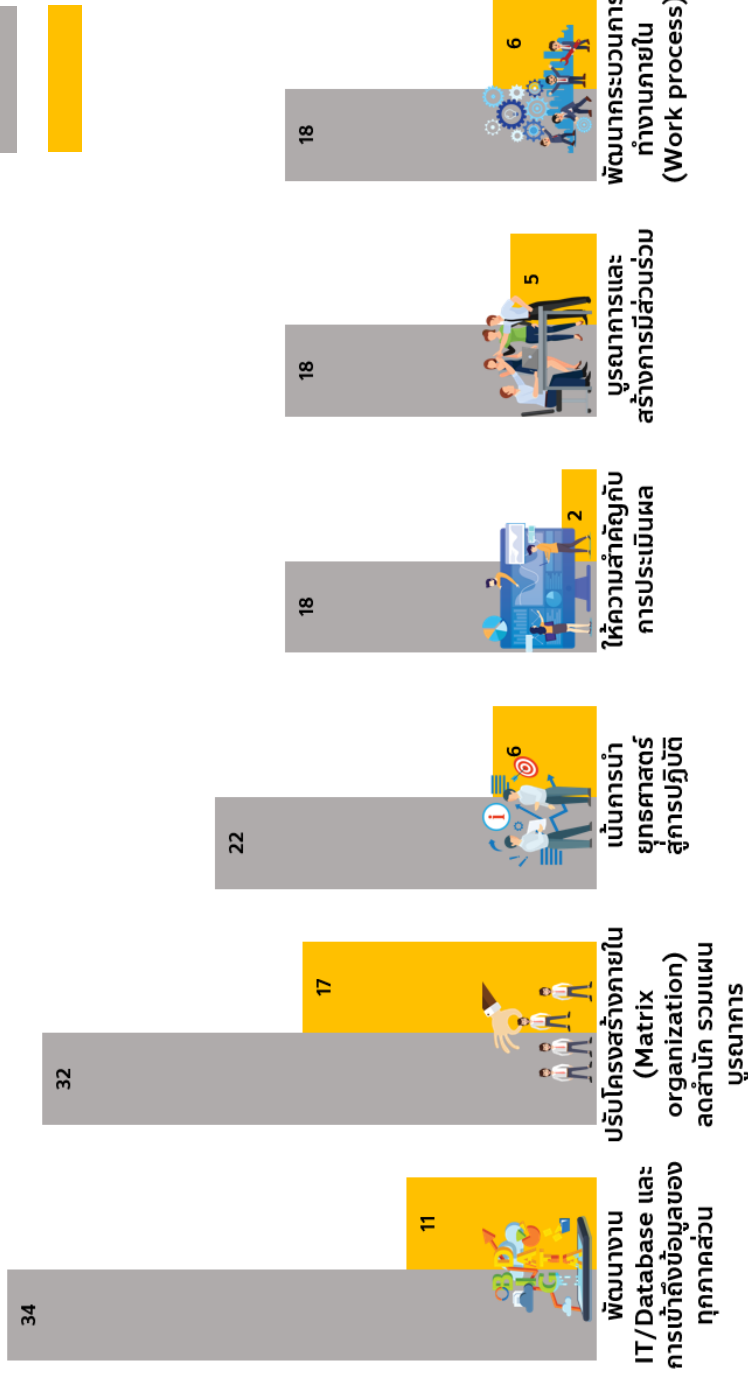 34
11
32
17
22
6
18
2
18
5
18
6
BIG
DATA
พัฒนางาน
IT/Database และ
การเข้าถึงข้อมูลของ
ทุกภาคส่วน
ปรับโครงสร้างภายใน
(Matrix
organization)
ลดสำนัก รวมแผน
บูรณาการ
เน้นการนำ
ยุทธศาสตร์
สู่การปฏิบัติ
ให้ความสำคัญกับ
การประเมินผล
บูรณาการและ
สร้างการมีส่วนร่วม
พัฒนากระบวนการ
ทำงานภายใน
(Work process)